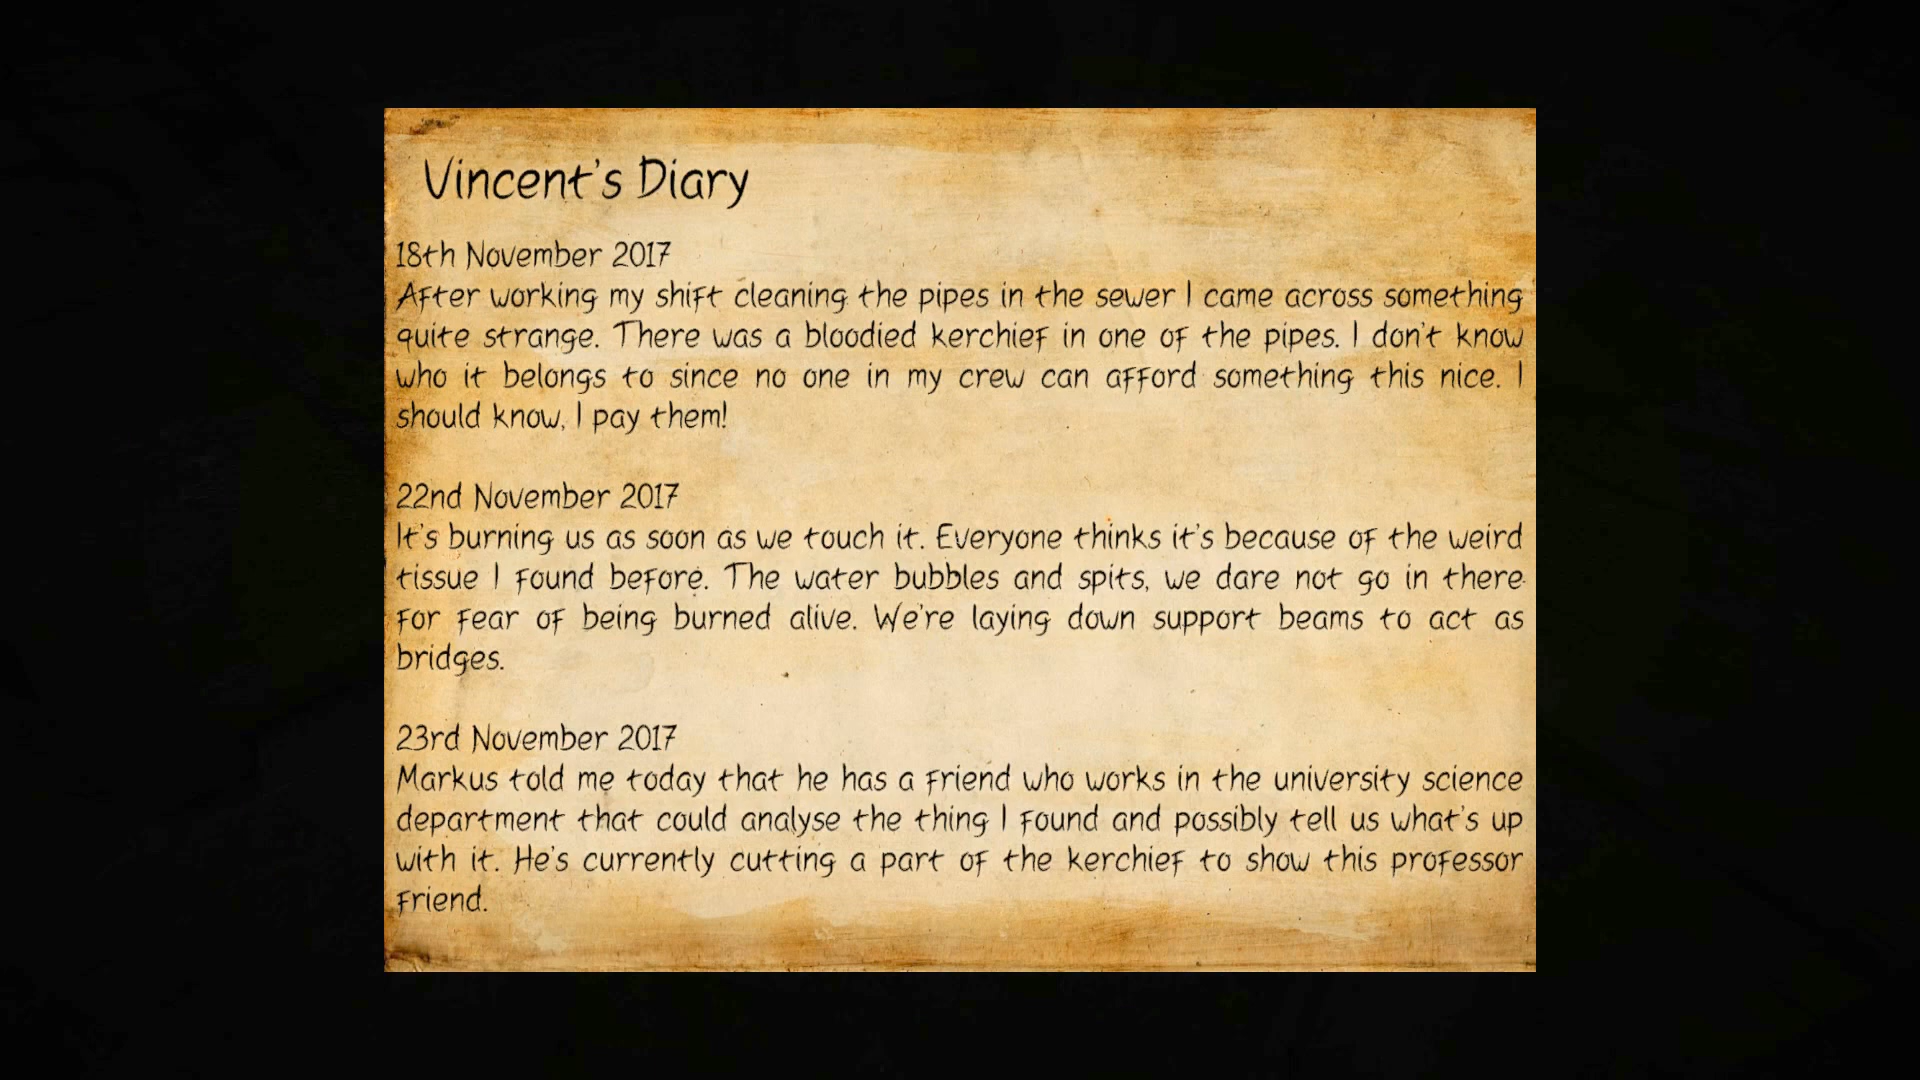 Vincent's Diary
18th November 2017
After working my shift cleaning the pipes in the sewer I came across something
quite strange. There was a bloodied kerchief in one of the pipes. I don't know
who it belongs to since no one in my crew can afford something this nice. I
should know, I pay them!
22nd November 2017
It's burning us as soon as we touch it. Everyone thinks it's because of the weird
tissue I found before. The water bubbles and spits, we dare not go in there
for fear of being burned alive. We're laying down support beams to act as
bridges.
23rd November 2017
Markus told me today that he has a friend who works in the university science
department that could analyse the thing I found and possibly tell us what's up
with it. He's currently cutting a part of the kerchief to show this professor
friend.